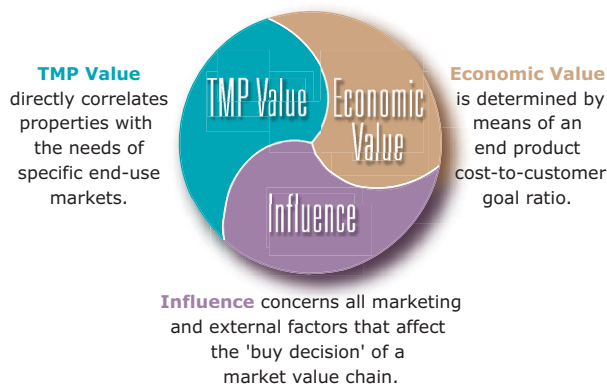 TMP Value
directly correlates
properties with
the needs of
specific end-use
markets.
TMP Value
Economic
Value
Influence
Economic Value
is determined by
means of an
end product
cost-to-customer
goal ratio.
Influence concerns all marketing
and external factors that affect
the 'buy decision' of a
market value chain.